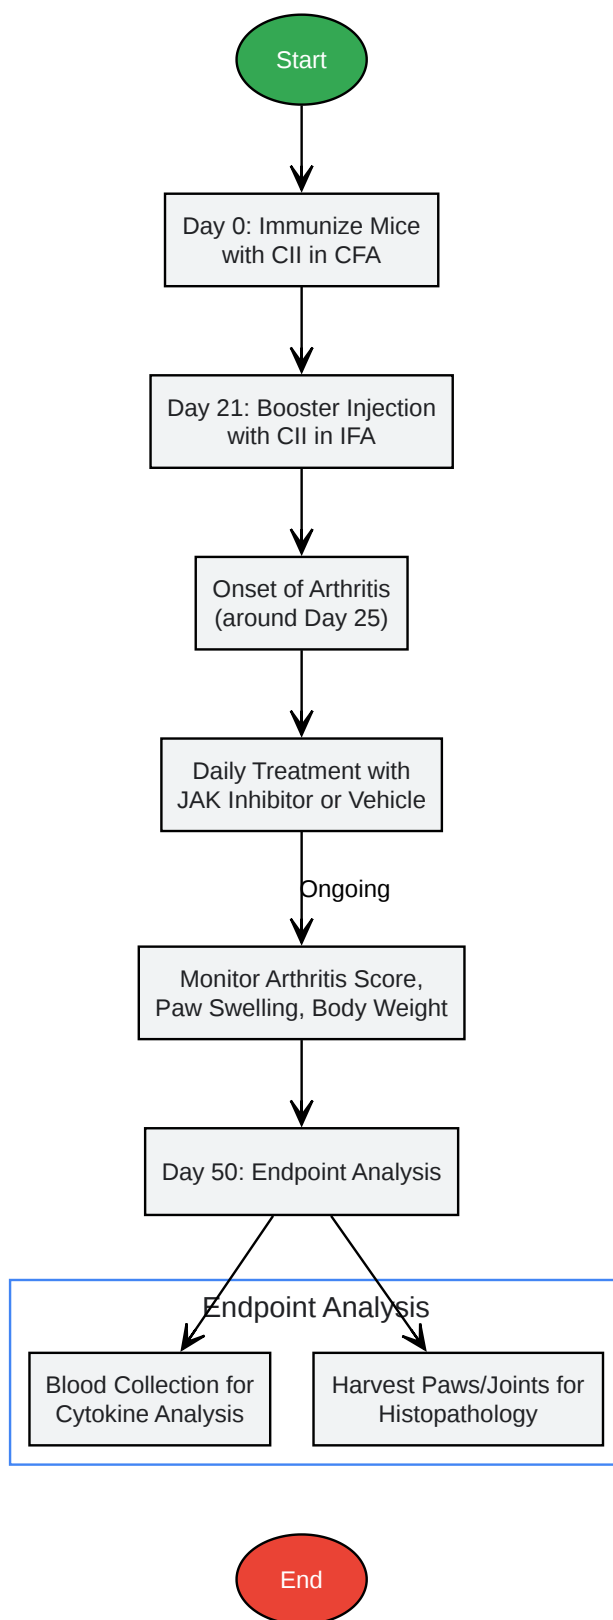 Start
Day 0: Immunize Mice
with CII in CFA
Day 21: Booster Injection
with CII in IFA
Onset of Arthritis
(around Day 25)
Daily Treatment with
JAK Inhibitor or Vehicle
Ongoing
Monitor Arthritis Score,
Paw Swelling, Body Weight
Day 50: Endpoint Analysis
Endpoint Analysis
Blood Collection for
Cytokine Analysis
Harvest Paws/Joints for
Histopathology
End